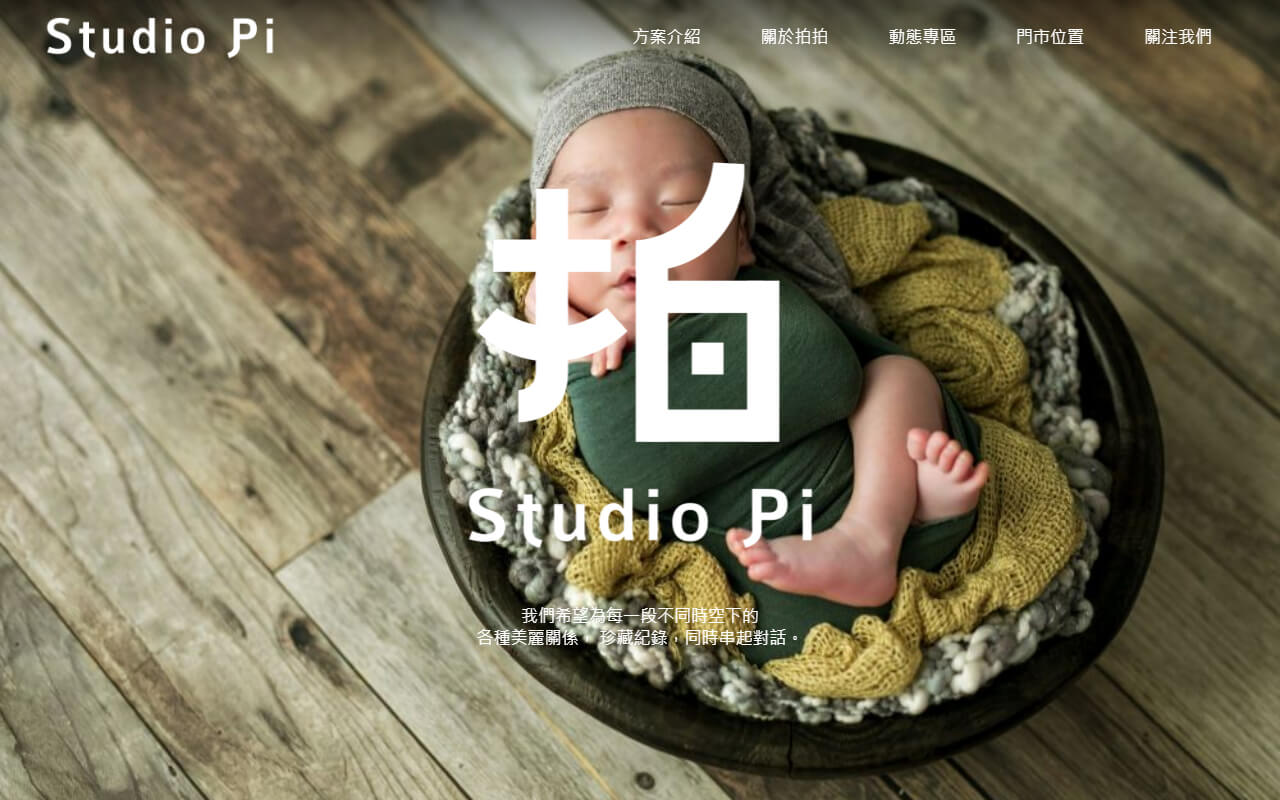 Studio Pi
方案介紹
關於拍拍
動態專區
門市位置
關注我們
拍
Studio Pi
我們希望為每一段不同時空下的
各種美麗關係， 珍藏紀錄，同時串起對話。